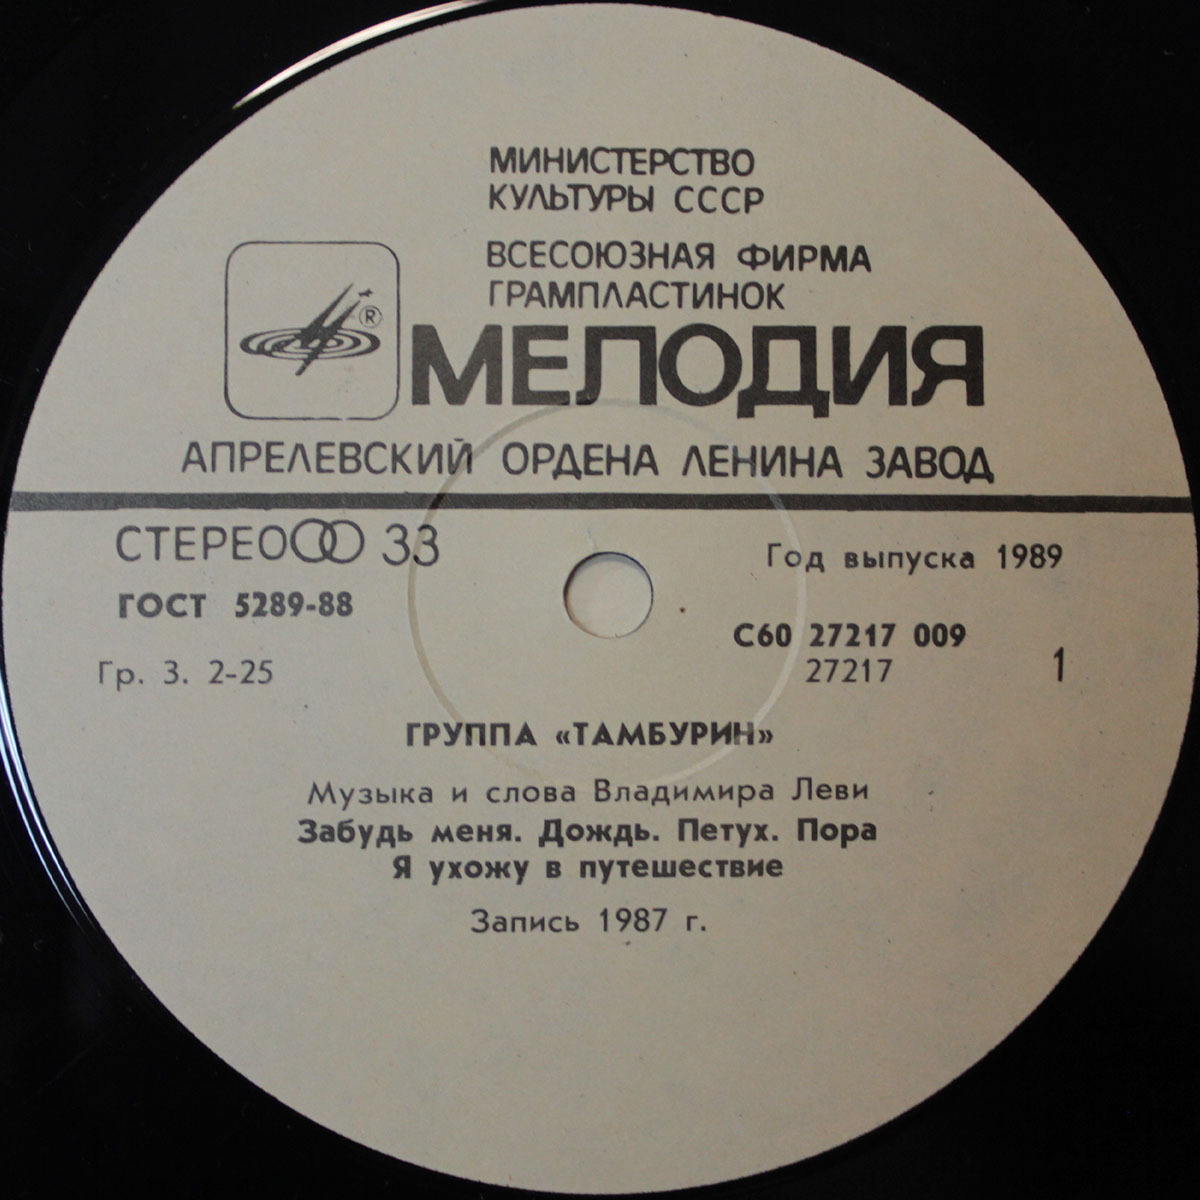 МИНИСТЕРСТВО
КУЛЬТУРЫ СССР
ВСЕСОЮЗНАЯ ФИРМА
ГРАМПЛАСТИНОК
®
МЕЛОДИЯ
АПРЕЛЕВСКИЙ ОРДЕНА ЛЕНИНА ЗАВОД
СТЕРЕО 33
Год выпуска 1989
ГОСТ 5289-88
С60 27217 009
Гр. 3. 2-25
27217
1
ГРУППА «ТАМБУРИН»
Музыка и слова Владимира Леви
Забудь меня. Дождь. Петух. Пора
Я ухожу в путешествие
Запись 1987 г.